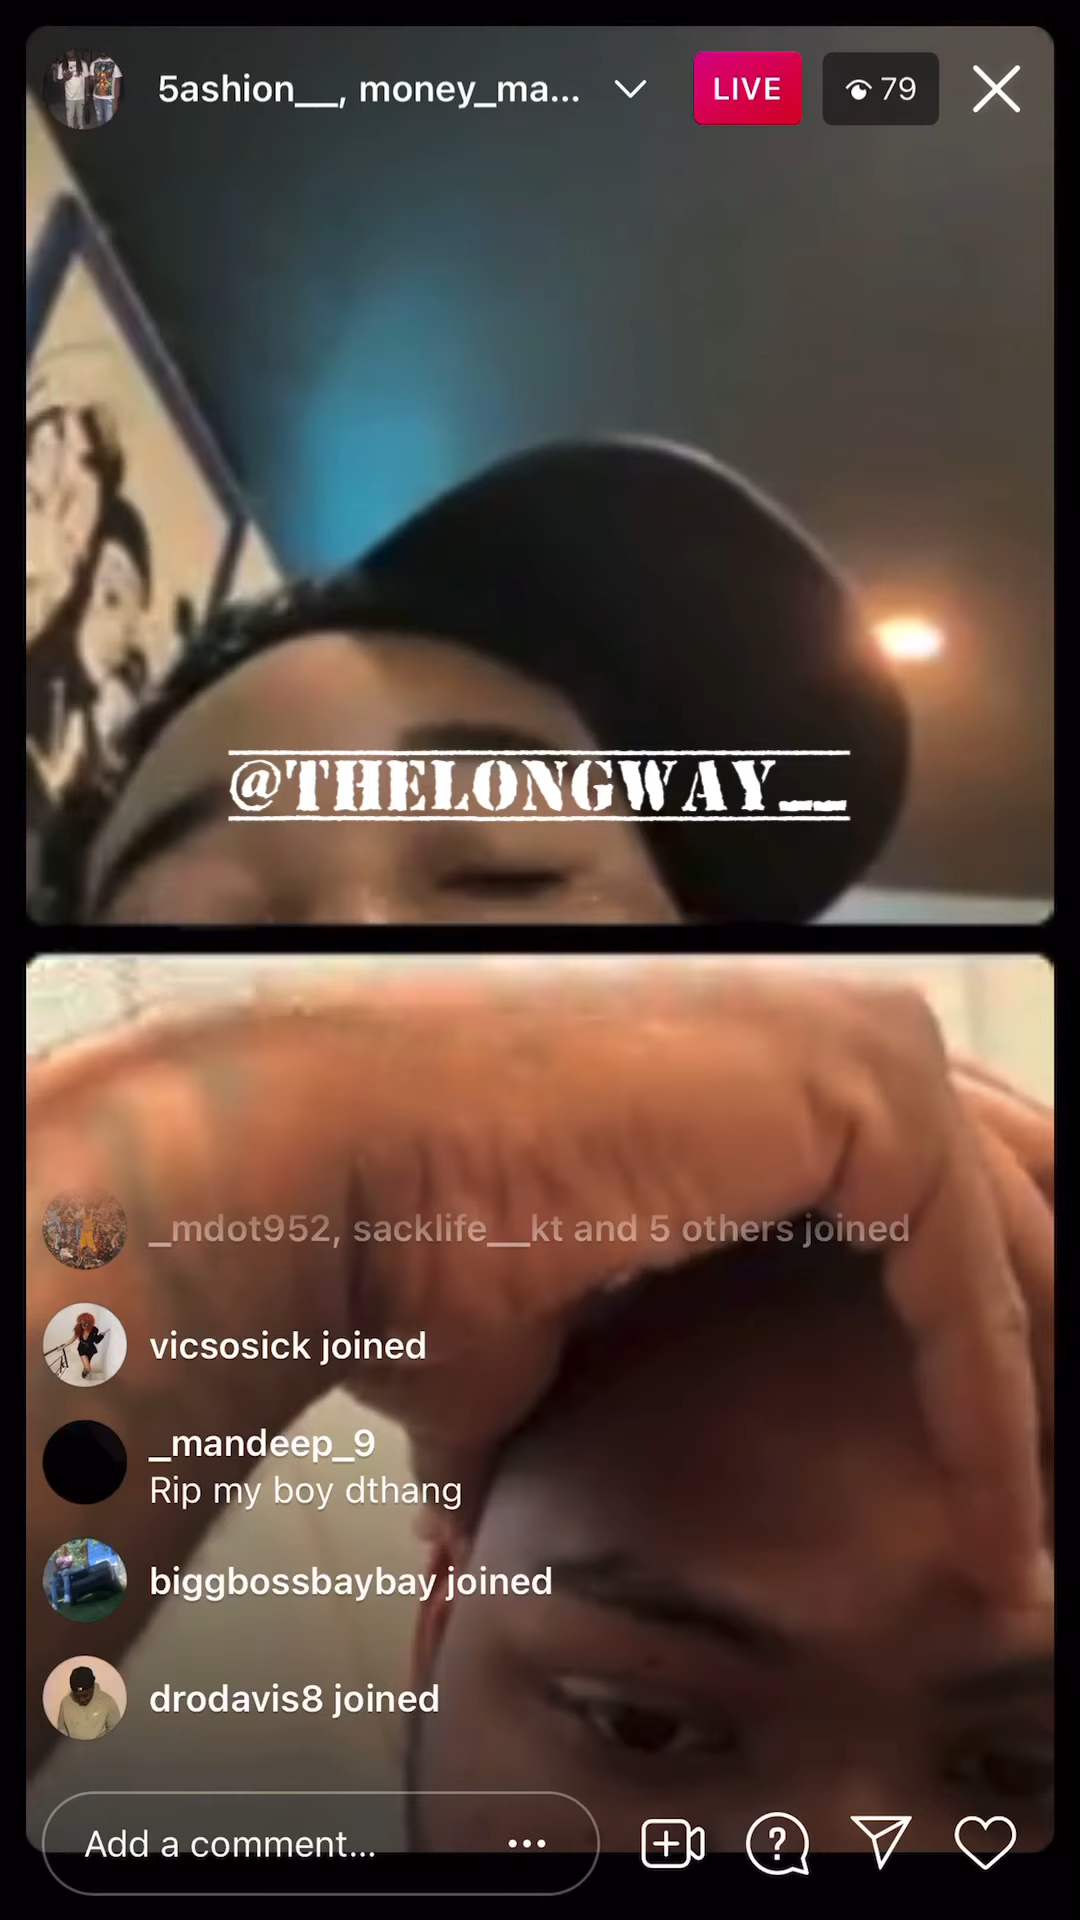 5ashion__, money_ma...
LIVE
79
@THELONGWAY__
_mdot952, sacklife__kt and 5 others joined
vicsosick joined
_mandeep_9
Rip my boy dthang
biggbossbaybay joined
drodavis8 joined
Add a comment...